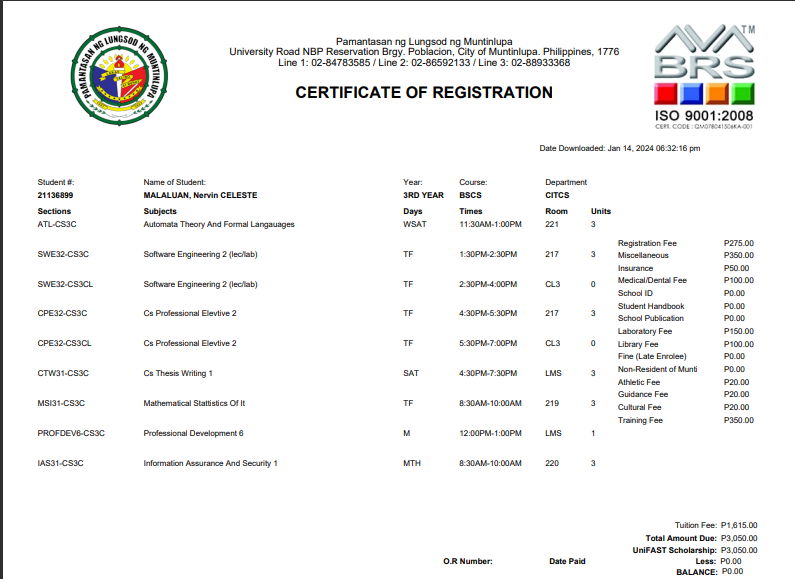 PAMANTASAN NG LUNGSOD NG MUNTINLUPA
Pamantasan ng Lungsod ng Muntinlupa
University Road NBP Reservation Brgy. Poblacion, City of Muntinlupa. Philippines, 1776
Line 1: 02-84783585 / Line 2: 02-86592133 / Line 3: 02-88933368
CERTIFICATE OF REGISTRATION
AVA TM
BRS
ISO 9001:2008
CERT. CODE : QM07804150BKA-001
Date Downloaded: Jan 14, 2024 06:32:16 pm
Student #: Name of Student: Year: Course: Department
21136899 MALALUAN, Nervin CELESTE 3RD YEAR BSCS CITCS
Sections Subjects Days Times Room Units
ATL-CS3C Automata Theory And Formal Langauages WSAT 11:30AM-1:00PM 221 3
SWE32-CS3C Software Engineering 2 (lec/lab) TF 1:30PM-2:30PM 217 3
SWE32-CS3CL Software Engineering 2 (lec/lab) TF 2:30PM-4:00PM CL3 0
CPE32-CS3C Cs Professional Elevtive 2 TF 4:30PM-5:30PM 217 3
CPE32-CS3CL Cs Professional Elevtive 2 TF 5:30PM-7:00PM CL3 0
CTW31-CS3C Cs Thesis Writing 1 SAT 4:30PM-7:30PM LMS 3
MSI31-CS3C Mathematical Stattistics Of It TF 8:30AM-10:00AM 219 3
PROFDEV6-CS3C Professional Development 6 M 12:00PM-1:00PM LMS 1
IAS31-CS3C Information Assurance And Security 1 MTH 8:30AM-10:00AM 220 3
Registration Fee P275.00
Miscellaneous P350.00
Insurance P50.00
Medical/Dental Fee P100.00
School ID P0.00
Student Handbook P0.00
School Publication P0.00
Laboratory Fee P150.00
Library Fee P100.00
Fine (Late Enrolee) P0.00
Non-Resident of Munti P0.00
Athletic Fee P20.00
Guidance Fee P20.00
Cultural Fee P20.00
Training Fee P350.00
Tuition Fee: P1,615.00
Total Amount Due: P3,050.00
UniFAST Scholarship: P3,050.00
O.R Number: Date Paid Less: P0.00
BALANCE: P0.00